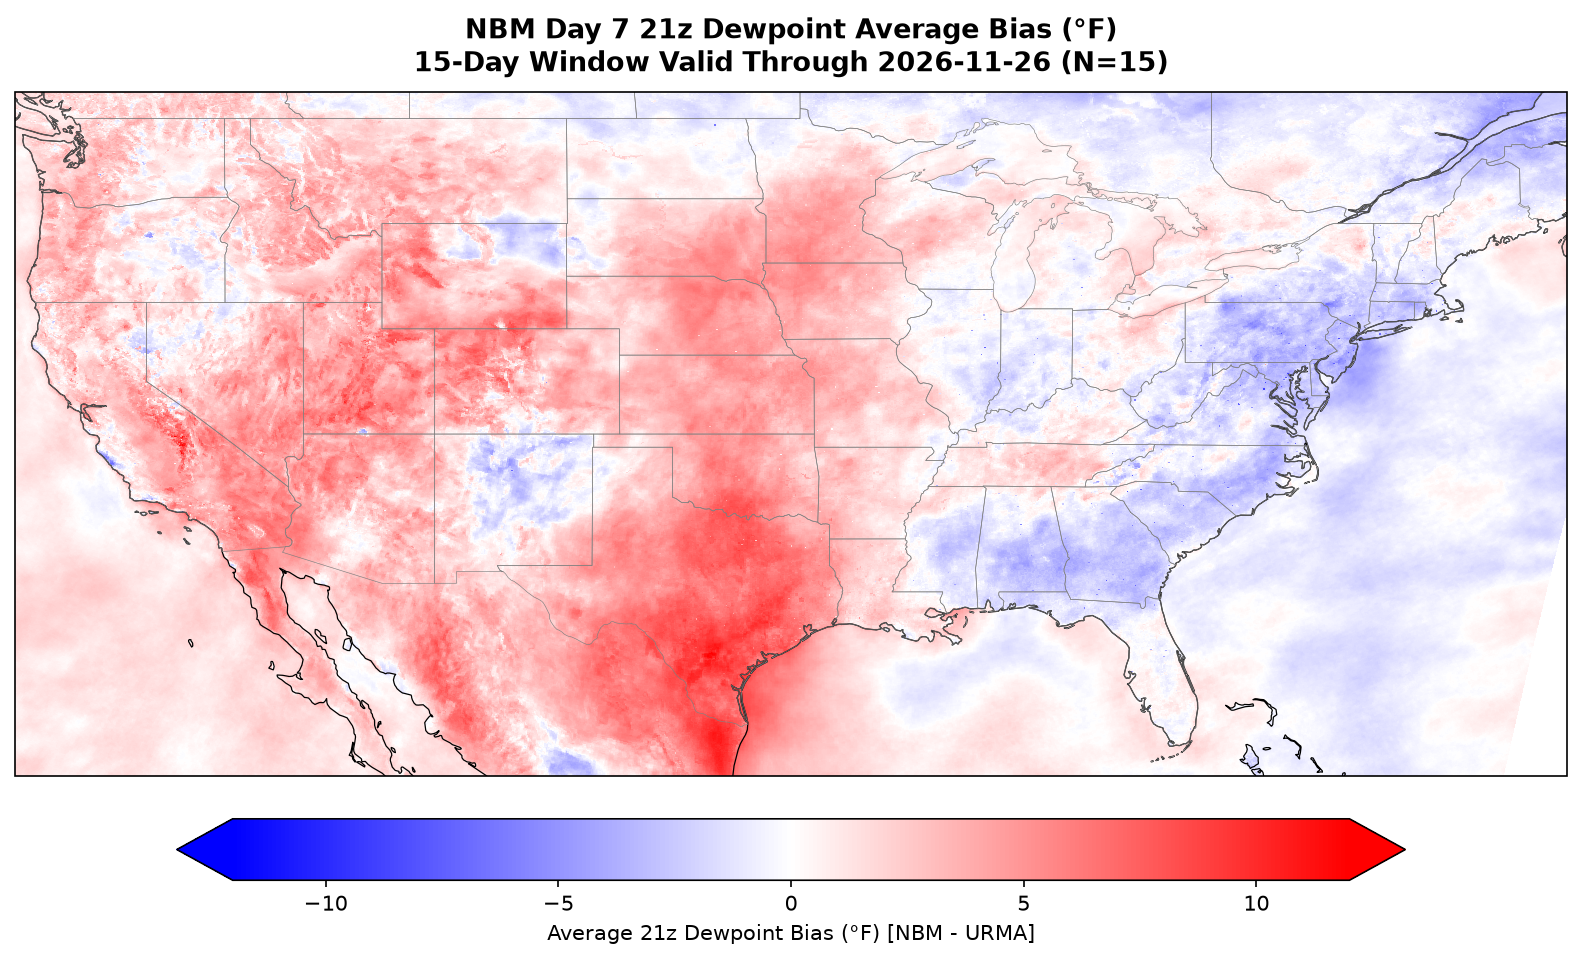 NBM Day 7 21z Dewpoint Average Bias (°F)
15-Day Window Valid Through 2026-11-26 (N=15)
−10 −5 0 5 10
Average 21z Dewpoint Bias (°F) [NBM - URMA]